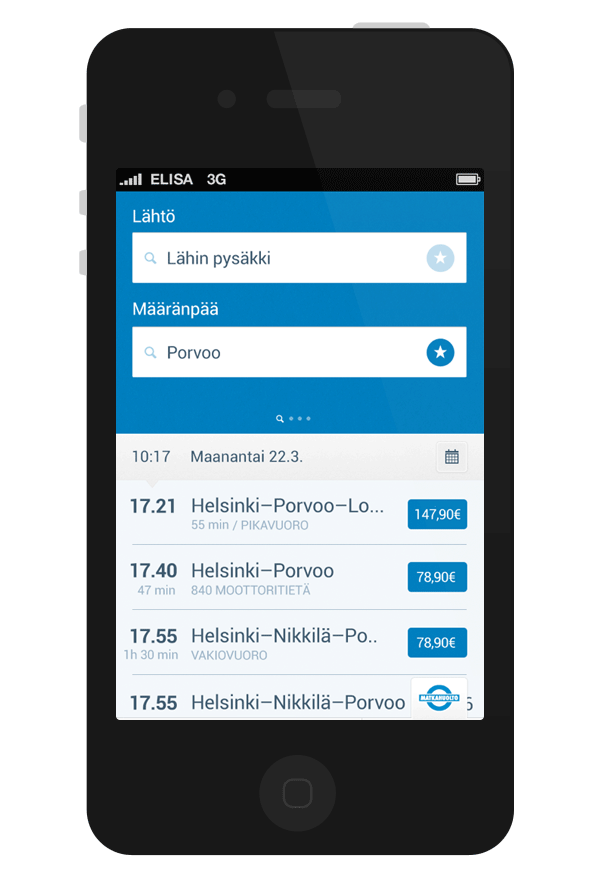 ELISA 3G
Lähtö
Lähin pysäkki
Määränpää
Porvoo
10:17 Maanantai 22.3.
17.21 Helsinki–Porvoo–Lo... 147,90€
55 min / PIKAVUORO
17.40 Helsinki–Porvoo 78,90€
47 min 840 MOOTTORITIETÄ
17.55 Helsinki–Nikkilä–Po.. 78,90€
1h 30 min VAKIOVUORO
17.55 Helsinki–Nikkilä–Porvoo 6
MATKAHUOLTO